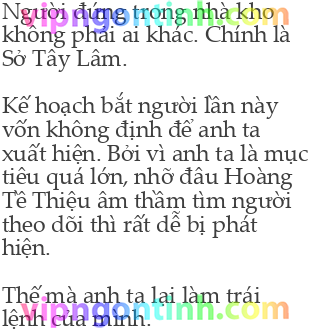 Người đứng trong nhà kho
không phải ai khác. Chính là
Sở Tây Lâm.
Kế hoạch bắt người lần này
vốn không định để anh ta
xuất hiện. Bởi vì anh ta là mục
tiêu quá lớn, nhỡ đâu Hoàng
Tề Thiệu âm thầm tìm người
theo dõi thì rất dễ bị phát
hiện.
Thế mà anh ta lại làm trái
lệnh của mình.
vipngontinh.com
vipngontinh.com